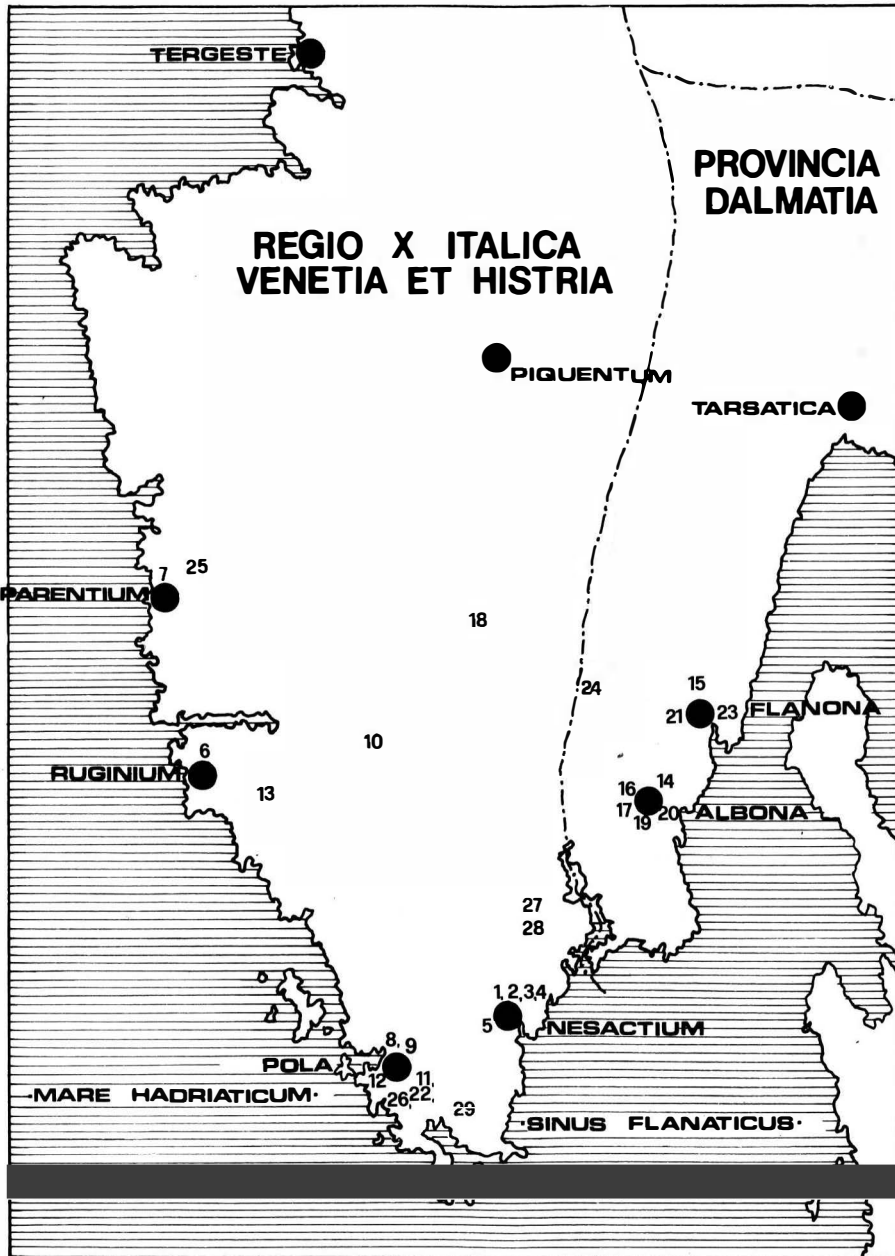 TERGESTE
PROVINCIA
DALMATIA
REGIO X ITALICA
VENETIA ET HISTRIA
PIQUENTUM
TARSATICA
7 25
PARENTIUM
18
24
15
21 23 FLANONA
10
6
RUGINIUM
13
16 14
17 19 20 ALBONA
27
28
1, 2, 3,4
5 NESACTIUM
8, 9
POLA
12 11,
26, 22,
29
·MARE HADRIATICUM·
·SINUS FLANATICUS·